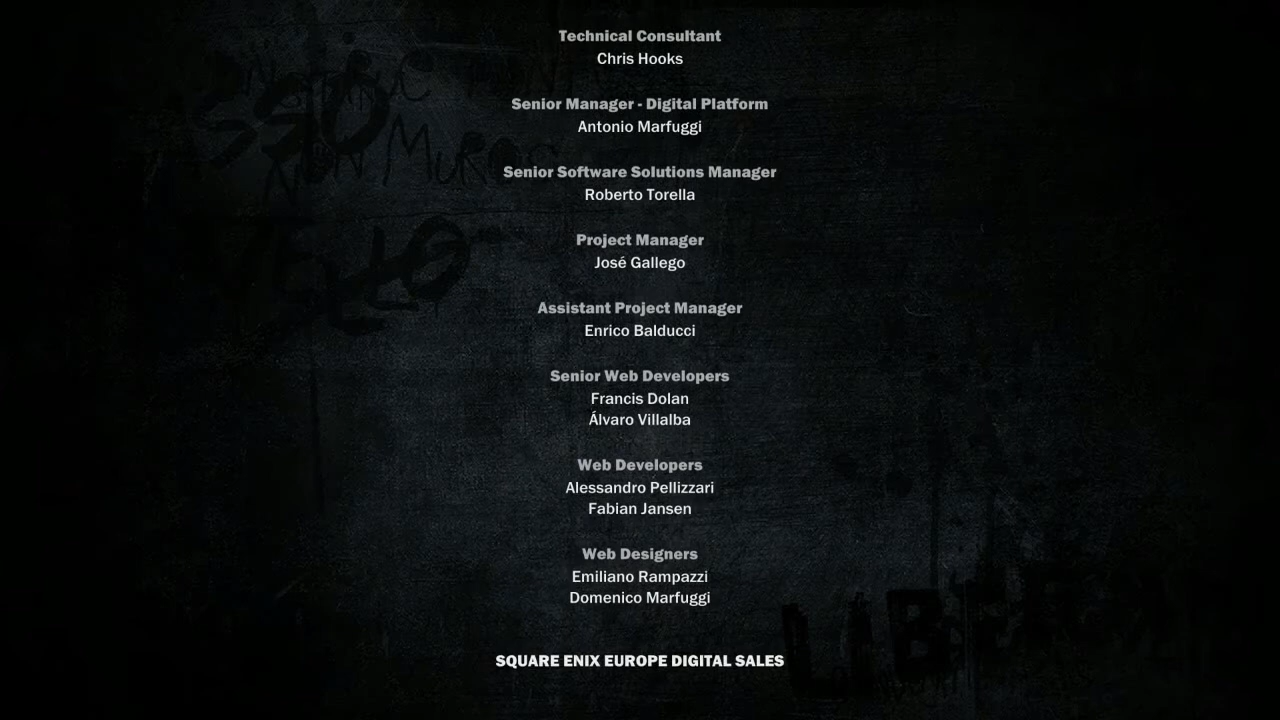 Technical Consultant
Chris Hooks
Senior Manager - Digital Platform
Antonio Marfuggi
Senior Software Solutions Manager
Roberto Torella
Project Manager
José Gallego
Assistant Project Manager
Enrico Balducci
Senior Web Developers
Francis Dolan
Álvaro Villalba
Web Developers
Alessandro Pellizzari
Fabian Jansen
Web Designers
Emiliano Rampazzi
Domenico Marfuggi
SQUARE ENIX EUROPE DIGITAL SALES